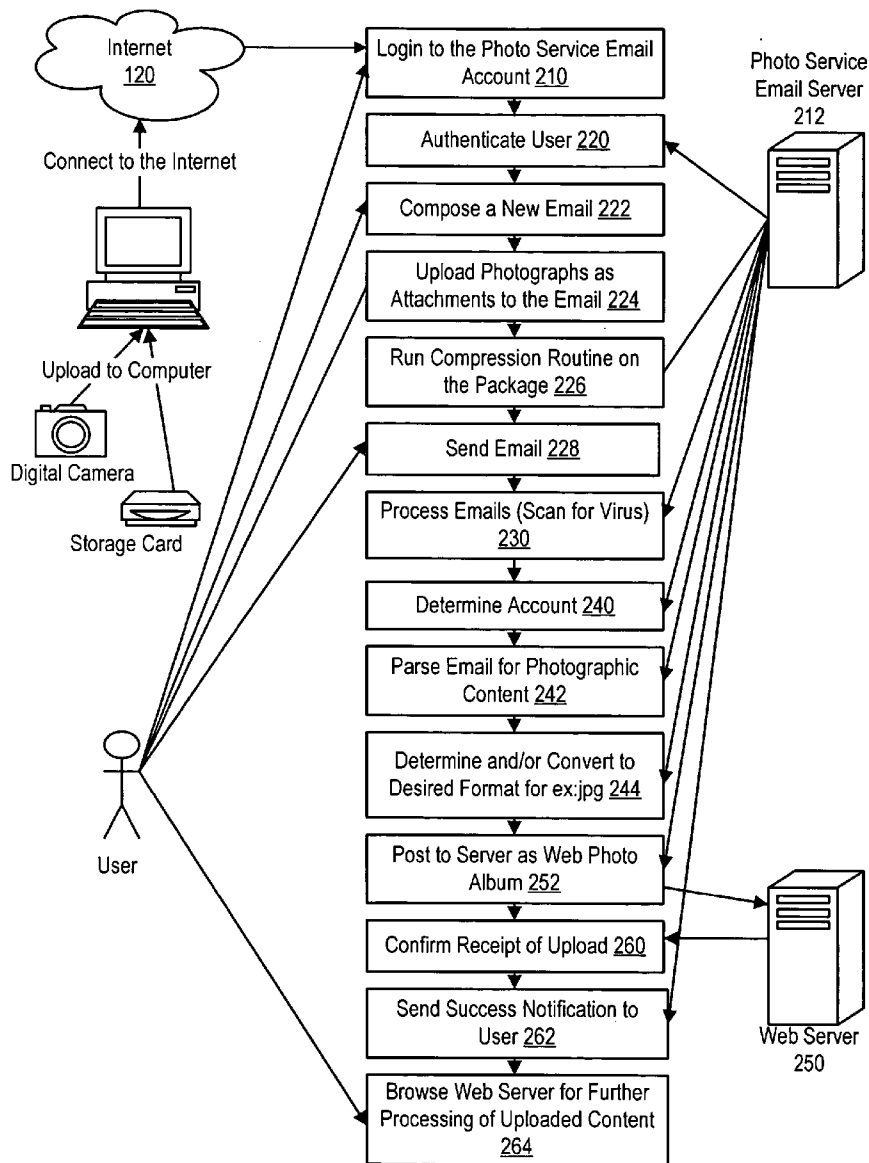 Internet
120
Connect to the Internet
Upload to Computer
Digital Camera
Storage Card
User
Login to the Photo Service Email
Account 210
Authenticate User 220
Compose a New Email 222
Upload Photographs as
Attachments to the Email 224
Run Compression Routine on
the Package 226
Send Email 228
Process Emails (Scan for Virus)
230
Determine Account 240
Parse Email for Photographic
Content 242
Determine and/or Convert to
Desired Format for ex:jpg 244
Post to Server as Web Photo
Album 252
Confirm Receipt of Upload 260
Send Success Notification to
User 262
Browse Web Server for Further
Processing of Uploaded Content
264
Photo Service
Email Server
212
Web Server
250